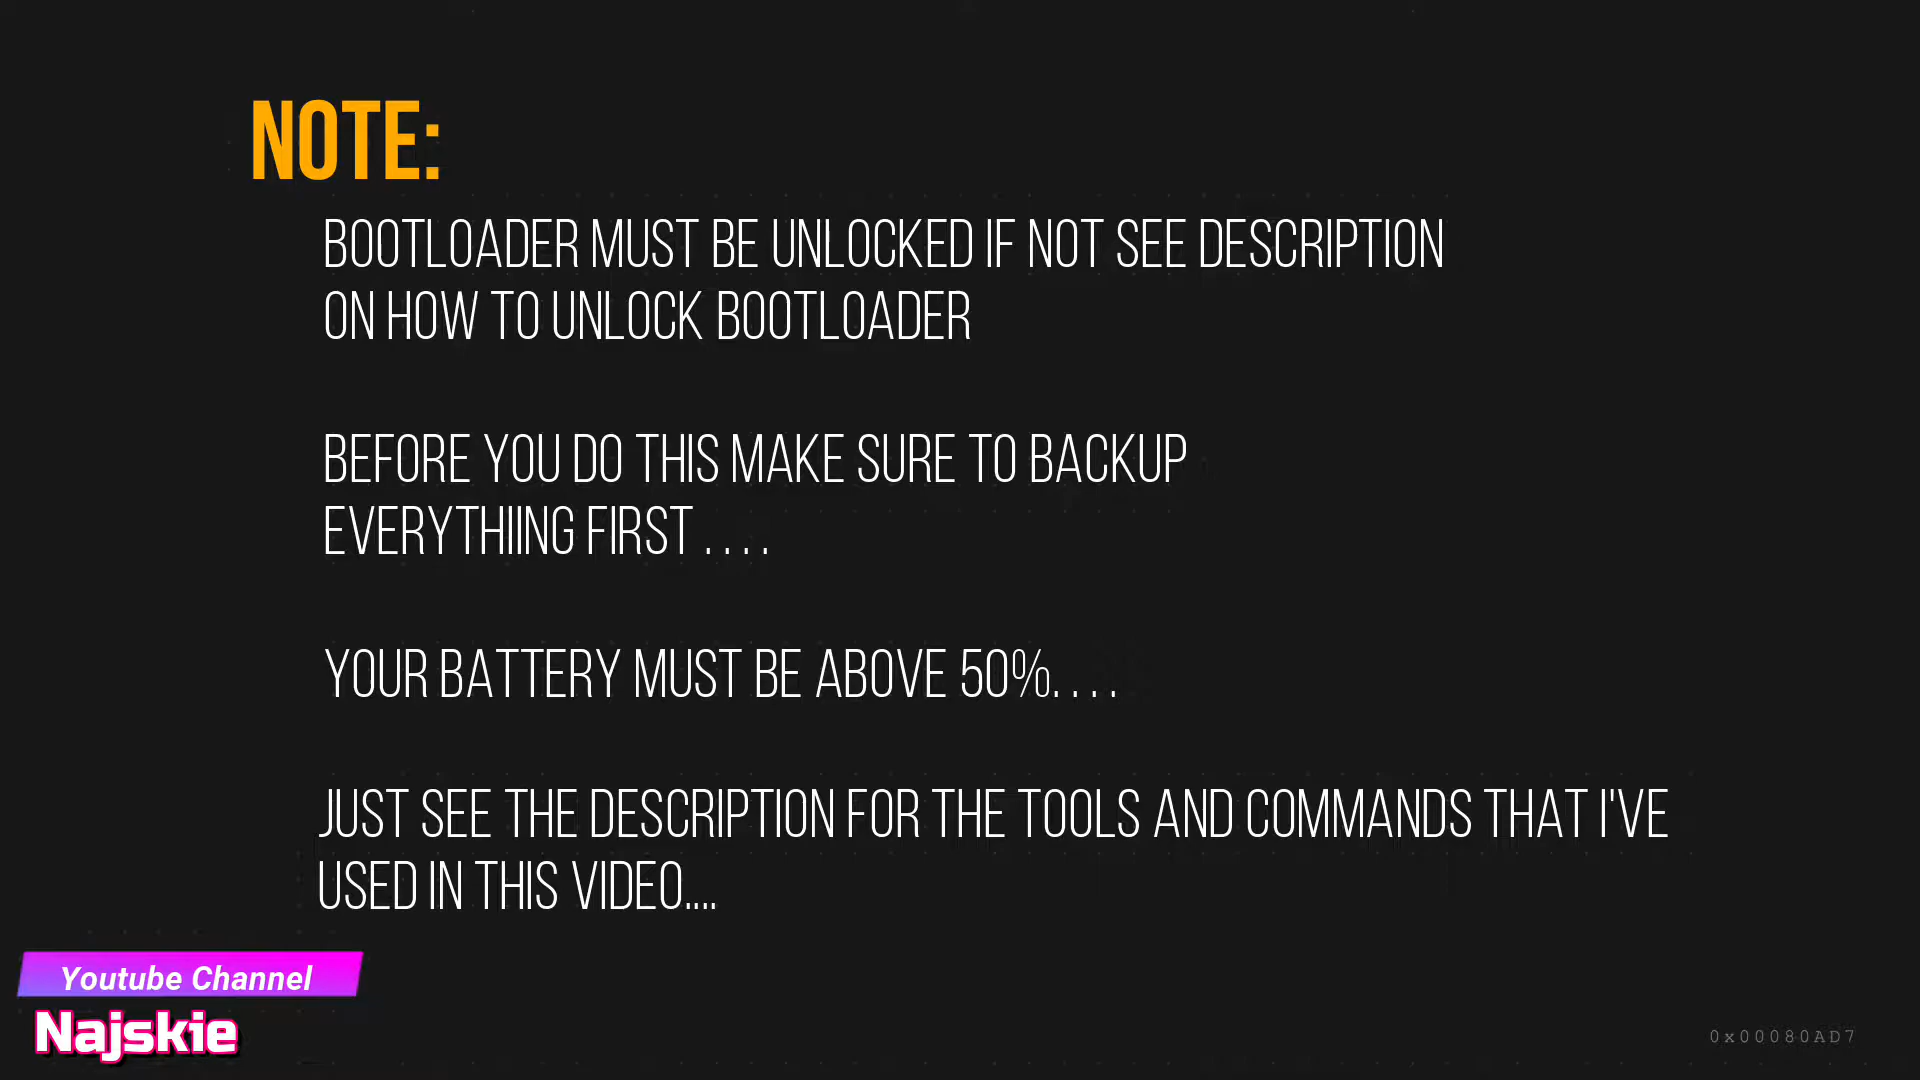 NOTE:
BOOTLOADER MUST BE UNLOCKED IF NOT SEE DESCRIPTION
ON HOW TO UNLOCK BOOTLOADER
BEFORE YOU DO THIS MAKE SURE TO BACKUP
EVERYTHIING FIRST . . . .
YOUR BATTERY MUST BE ABOVE 50%. . . .
JUST SEE THE DESCRIPTION FOR THE TOOLS AND COMMANDS THAT I'VE
USED IN THIS VIDEO....
Youtube Channel
Najskie
0x00080AD7